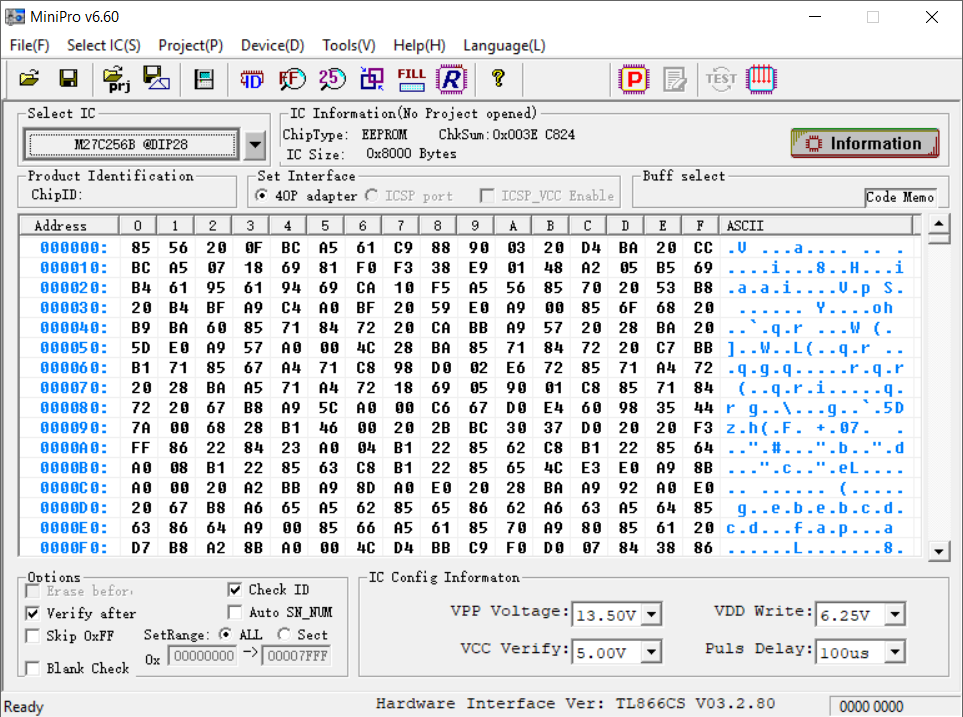 MiniPro v6.60
File(F) Select IC(S) Project(P) Device(D) Tools(V) Help(H) Language(L)
prj ID FF 25 FILL R ? P TEST
Select IC
M27C256B @DIP28
IC Information(No Project opened)
ChipType: EEPROM ChkSum:0x003E C824
IC Size: 0x8000 Bytes
Information
Product Identification
ChipID:
Set Interface
40P adapter ICSP port ICSP_VCC Enable
Buff select
Code Memo
Address 0 1 2 3 4 5 6 7 8 9 A B C D E F ASCII
000000: 85 56 20 0F BC A5 61 C9 88 90 03 20 D4 BA 20 CC .V ...a.... .. .
000010: BC A5 07 18 69 81 F0 F3 38 E9 01 48 A2 05 B5 69 ....i...8..H...i
000020: B4 61 95 61 94 69 CA 10 F5 A5 56 85 70 20 53 B8 .a.a.i....V.p S.
000030: 20 B4 BF A9 C4 A0 BF 20 59 E0 A9 00 85 6F 68 20 ...... Y....oh
000040: B9 BA 60 85 71 84 72 20 CA BB A9 57 20 28 BA 20 ..`.q.r ...W (.
000050: 5D E0 A9 57 A0 00 4C 28 BA 85 71 84 72 20 C7 BB ]..W..L(..q.r ..
000060: B1 71 85 67 A4 71 C8 98 D0 02 E6 72 85 71 A4 72 .q.g.q.....r.q.r
000070: 20 28 BA A5 71 A4 72 18 69 05 90 01 C8 85 71 84 (..q.r.i.....q.
000080: 72 20 67 B8 A9 5C A0 00 C6 67 D0 E4 60 98 35 44 r g..\...g..`.5D
000090: 7A 00 68 28 B1 46 00 20 2B BC 30 37 D0 20 20 F3 z.h(.F. +.07.  .
0000A0: FF 86 22 84 23 A0 04 B1 22 85 62 C8 B1 22 85 64 ..".#...".b..".d
0000B0: A0 08 B1 22 85 63 C8 B1 22 85 65 4C E3 E0 A9 8B ...".c..".eL....
0000C0: A0 00 20 A2 BB A9 8D A0 E0 20 28 BA A9 92 A0 E0 .. ...... (.....
0000D0: 20 67 B8 A6 65 A5 62 85 65 86 62 A6 63 A5 64 85 g..e.b.e.b.c.d.
0000E0: 63 86 64 A9 00 85 66 A5 61 85 70 A9 80 85 61 20 c.d...f.a.p...a
0000F0: D7 B8 A2 8B A0 00 4C D4 BB C9 F0 D0 07 84 38 86 ......L.......8.
Options
Erase before
Check ID
Verify after
Auto SN_NUM
Skip 0xFF SetRange: ALL Sect
0x 00000000 -> 00007FFF
Blank Check
IC Config Informaton
VPP Voltage: 13.50V VDD Write: 6.25V
VCC Verify: 5.00V Puls Delay: 100us
Ready Hardware Interface Ver: TL866CS V03.2.80 0000 0000